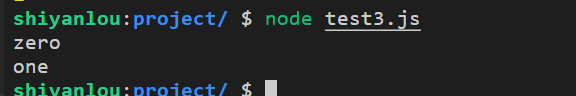 shiyanlou:project/ $ node test3.js
zero
one
shiyanlou:project/ $